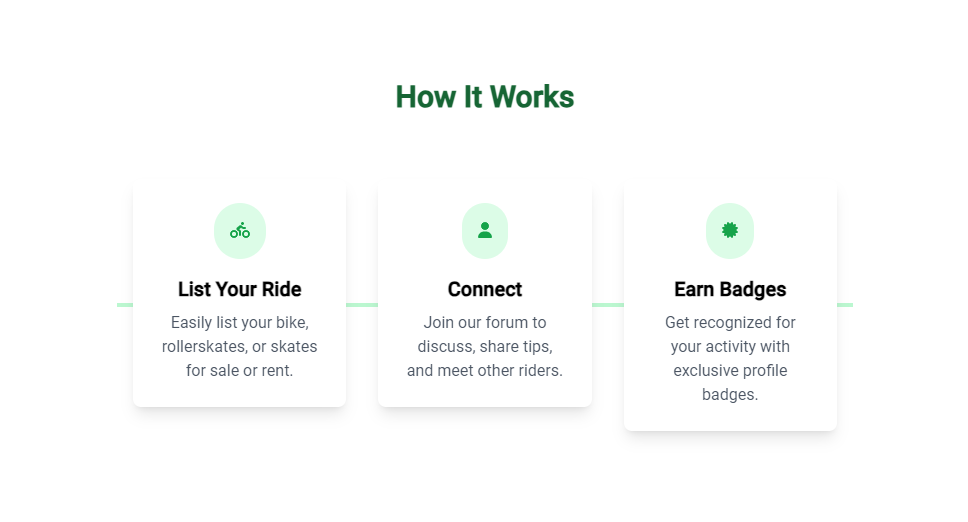 How It Works
List Your Ride
Easily list your bike,
rollerskates, or skates
for sale or rent.
Connect
Join our forum to
discuss, share tips,
and meet other riders.
Earn Badges
Get recognized for
your activity with
exclusive profile
badges.